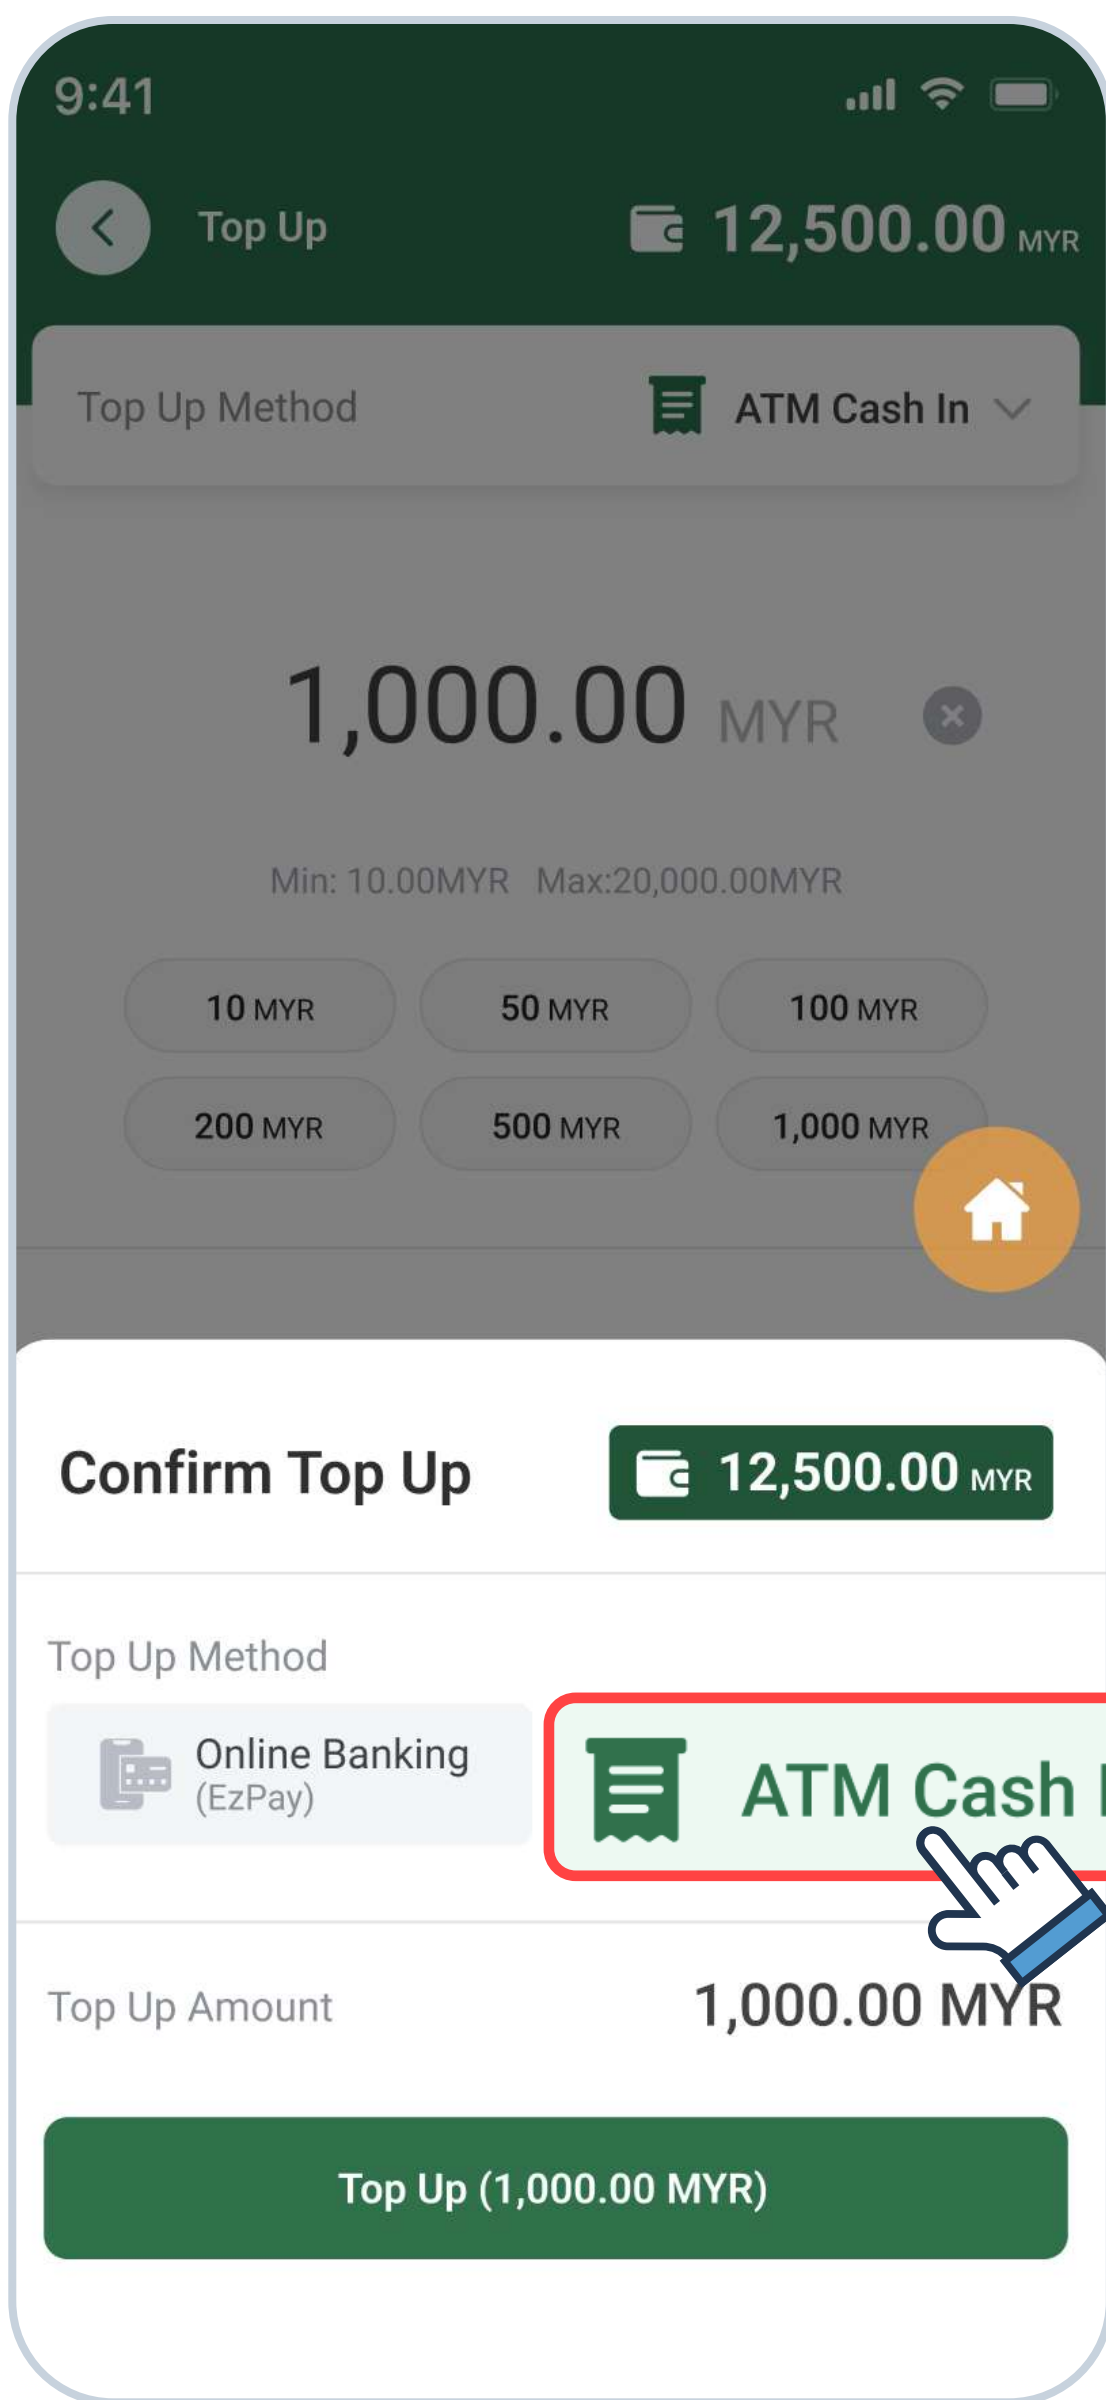 9:41
Top Up 12,500.00 MYR
Top Up Method ATM Cash In
1,000.00 MYR
Min: 10.00MYR Max:20,000.00MYR
10 MYR 50 MYR 100 MYR
200 MYR 500 MYR 1,000 MYR
Confirm Top Up 12,500.00 MYR
Top Up Method
Online Banking
(EzPay)
ATM Cash
Top Up Amount 1,000.00 MYR
Top Up (1,000.00 MYR)